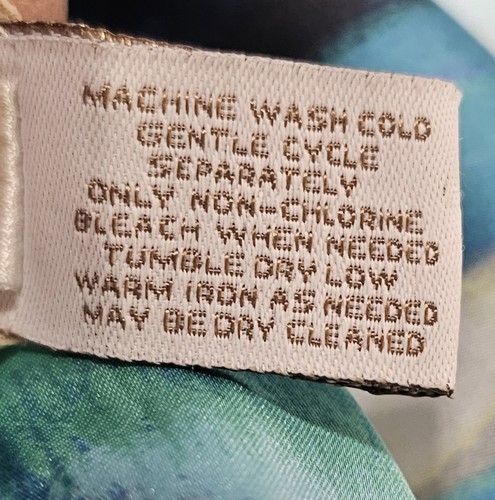 MACHINE WASH COLD
GENTLE CYCLE
SEPARATELY
ONLY NON-CHLORINE
BLEACH WHEN NEEDED
TUMBLE DRY LOW
WARM IRON AS NEEDED
MAY BE DRY CLEANED